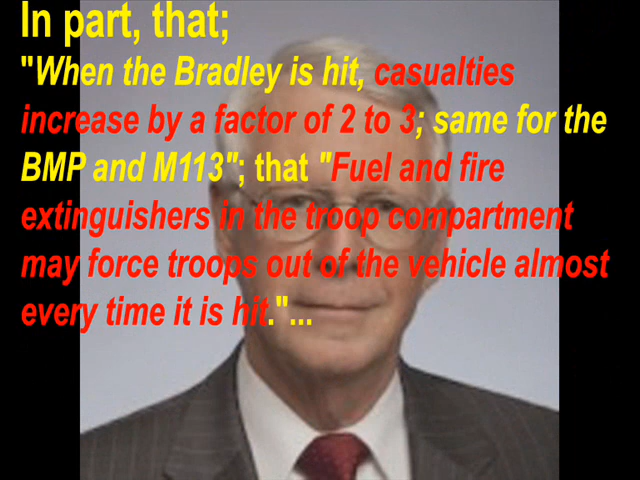 In part, that;
"When the Bradley is hit, casualties
increase by a factor of 2 to 3; same for the
BMP and M113"; that "Fuel and fire
extinguishers in the troop compartment
may force troops out of the vehicle almost
every time it is hit."...